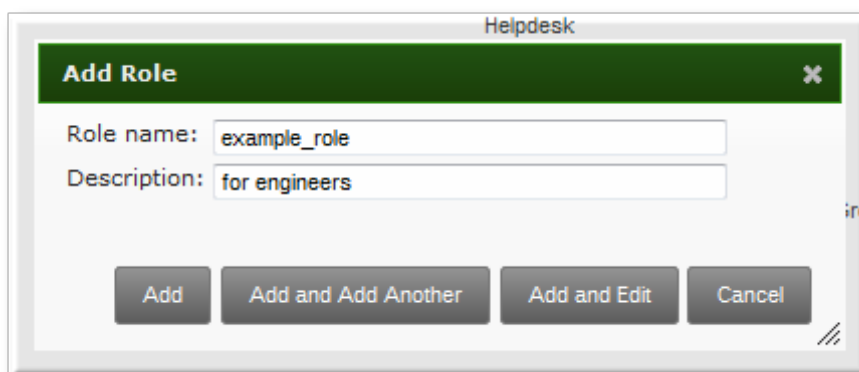 Helpdesk
Add Role
Role name: example_role
Description: for engineers
Add Add and Add Another Add and Edit Cancel